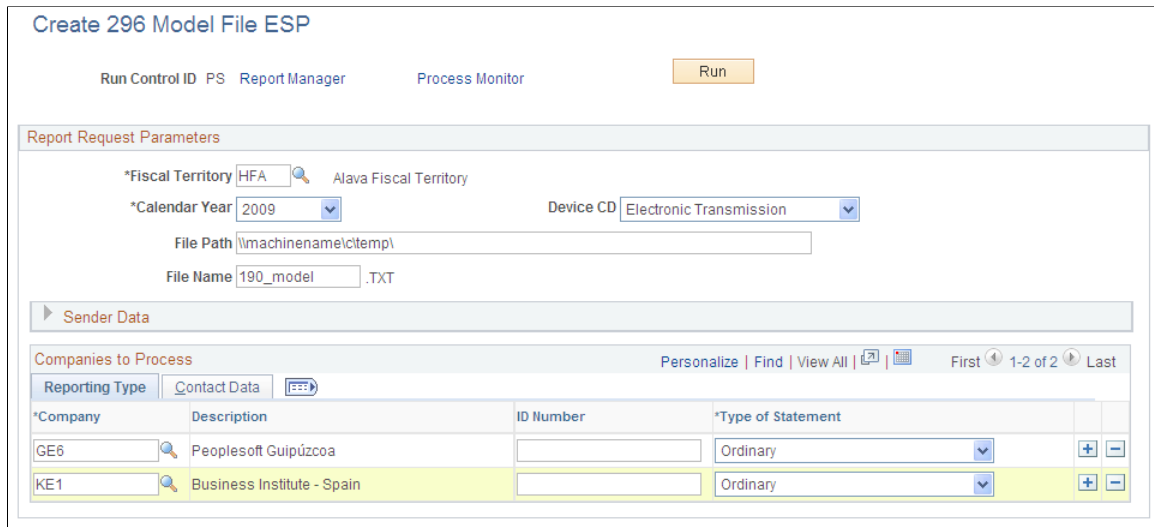 Create 296 Model File ESP
Run Control ID PS Report Manager Process Monitor Run
Report Request Parameters
*Fiscal Territory HFA Alava Fiscal Territory
*Calendar Year 2009 Device CD Electronic Transmission
File Path \\machinename\c\temp\
File Name 190_model .TXT
Sender Data
Companies to Process Personalize | Find | View All | | First 1-2 of 2 Last
Reporting Type Contact Data
*Company Description ID Number *Type of Statement
GE6 Peoplesoft Guipúzcoa Ordinary
KE1 Business Institute - Spain Ordinary